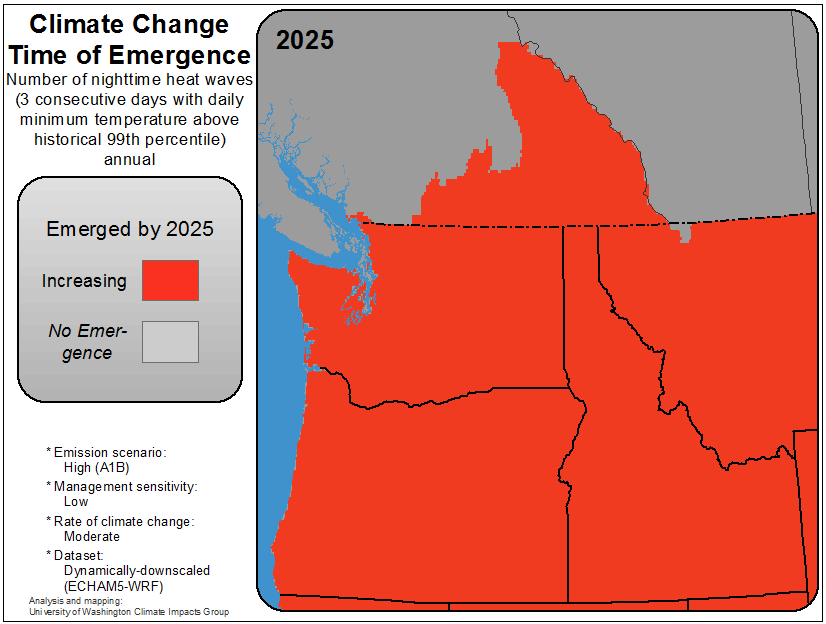 Climate Change
Time of Emergence
Number of nighttime heat waves
(3 consecutive days with daily
minimum temperature above
historical 99th percentile)
annual
2025
Emerged by 2025
Increasing
No Emer-
gence
* Emission scenario:
High (A1B)
* Management sensitivity:
Low
* Rate of climate change:
Moderate
* Dataset:
Dynamically-downscaled
(ECHAM5-WRF)
Analysis and mapping:
University of Washington Climate Impacts Group